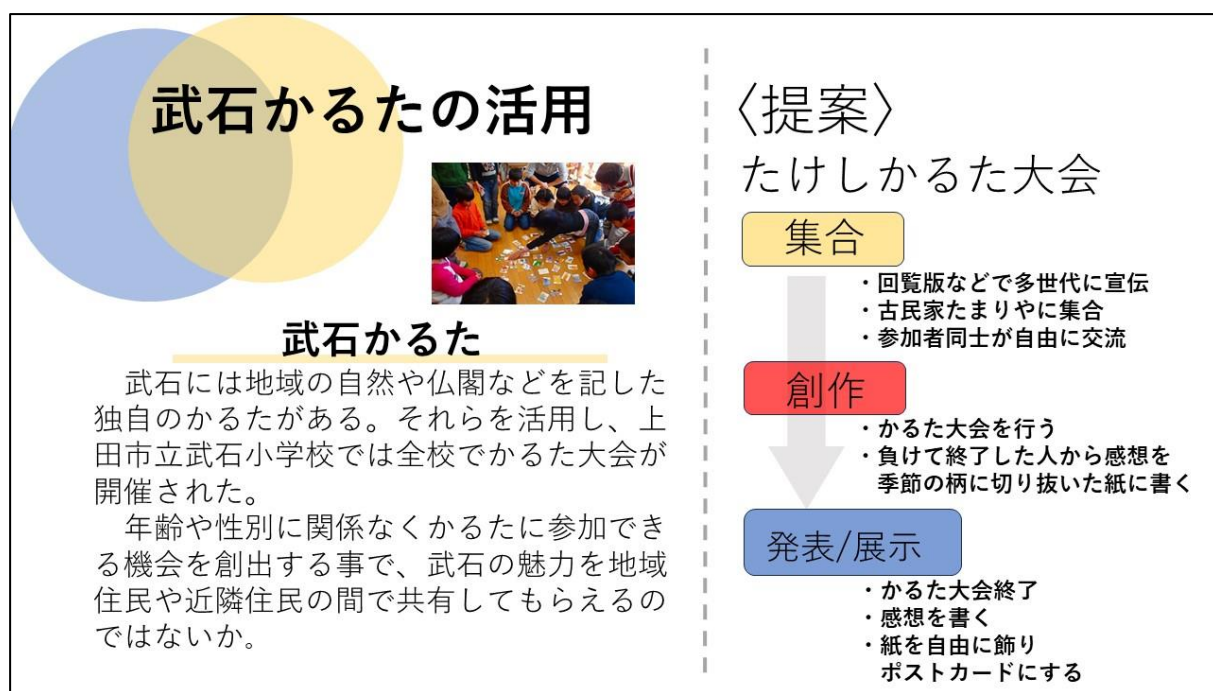 武石かるたの活用
武石かるた
武石には地域の自然や仏閣などを記した
独自のかるたがある。それらを活用し、上
田市立武石小学校では全校でかるた大会が
開催された。
年齢や性別に関係なくかるたに参加でき
る機会を創出する事で、武石の魅力を地域
住民や近隣住民の間で共有してもらえるの
ではないか。
〈提案〉
たけしかるた大会
集合
・回覧版などで多世代に宣伝
・古民家たまりやに集合
・参加者同士が自由に交流
創作
・かるた大会を行う
・負けて終了した人から感想を
季節の柄に切り抜いた紙に書く
発表/展示
・かるた大会終了
・感想を書く
・紙を自由に飾り
ポストカードにする